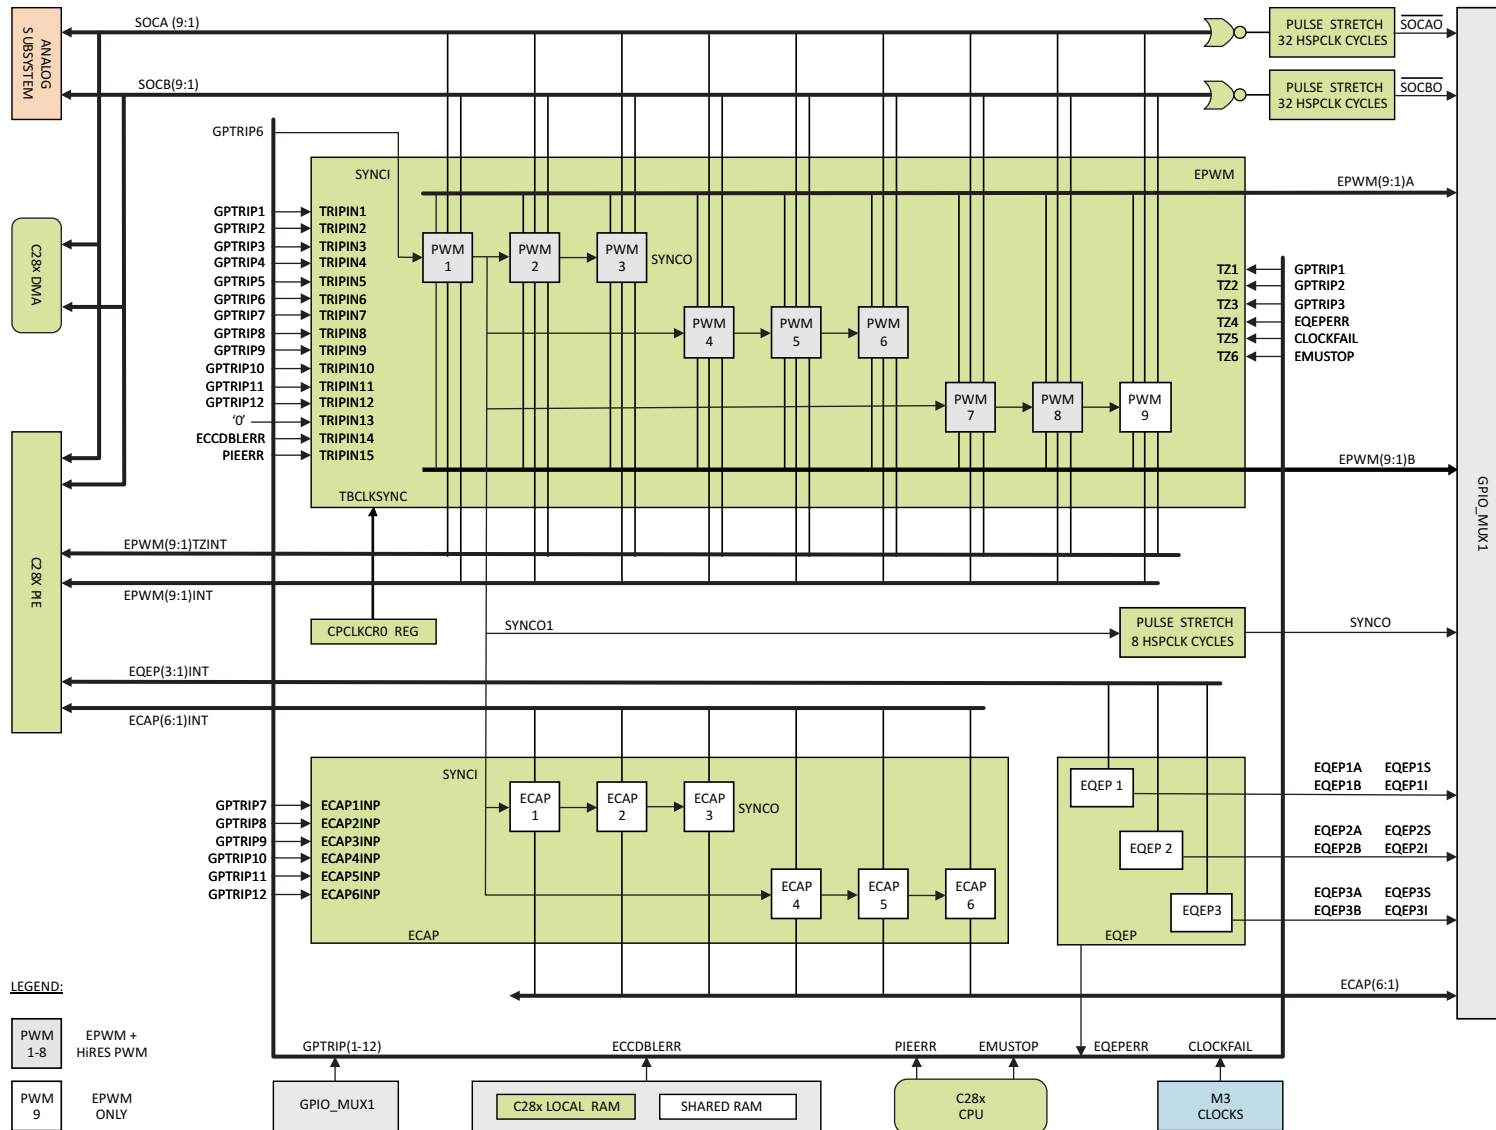 SOCA (9:1)
PULSE STRETCH
32 HSPCLK CYCLES
SOCAO
ANALOG
SUBSYSTEM
SOCB(9:1)
PULSE STRETCH
32 HSPCLK CYCLES
SOCBO
GPTRIP6
SYNCI
EPWM
EPWM(9:1)A
GPTRIP1
GPTRIP2
GPTRIP3
GPTRIP4
GPTRIP5
GPTRIP6
GPTRIP7
GPTRIP8
GPTRIP9
GPTRIP10
GPTRIP11
GPTRIP12
‘0’
ECCDBLERR
PIEERR
TRIPIN1
TRIPIN2
TRIPIN3
TRIPIN4
TRIPIN5
TRIPIN6
TRIPIN7
TRIPIN8
TRIPIN9
TRIPIN10
TRIPIN11
TRIPIN12
TRIPIN13
TRIPIN14
TRIPIN15
C28x DMA
PWM
1
PWM
2
PWM
3
SYNCO
PWM
4
PWM
5
PWM
6
PWM
7
PWM
8
PWM
9
TZ1
TZ2
TZ3
TZ4
TZ5
TZ6
GPTRIP1
GPTRIP2
GPTRIP3
EQEPERR
CLOCKFAIL
EMUSTOP
EPWM(9:1)B
GPIO_MUX1
TBCLKSYNC
C28X PIE
EPWM(9:1)TZINT
EPWM(9:1)INT
CPCLKCR0 REG
SYNCO1
PULSE STRETCH
8 HSPCLK CYCLES
SYNCO
EQEP(3:1)INT
ECAP(6:1)INT
SYNCI
GPTRIP7
GPTRIP8
GPTRIP9
GPTRIP10
GPTRIP11
GPTRIP12
ECAP1INP
ECAP2INP
ECAP3INP
ECAP4INP
ECAP5INP
ECAP6INP
ECAP
1
ECAP
2
ECAP
3
SYNCO
ECAP
4
ECAP
5
ECAP
6
ECAP
EQEP 1
EQEP 2
EQEP3
EQEP
EQEP1A EQEP1S
EQEP1B EQEP1I
EQEP2A EQEP2S
EQEP2B EQEP2I
EQEP3A EQEP3S
EQEP3B EQEP3I
ECAP(6:1)
LEGEND:
PWM
1-8
EPWM +
HiRES PWM
PWM
9
EPWM
ONLY
GPTRIP(1-12)
ECCDBLERR
PIEERR
EMUSTOP
EQEPERR
CLOCKFAIL
GPIO_MUX1
C28x LOCAL RAM
SHARED RAM
C28x
CPU
M3
CLOCKS